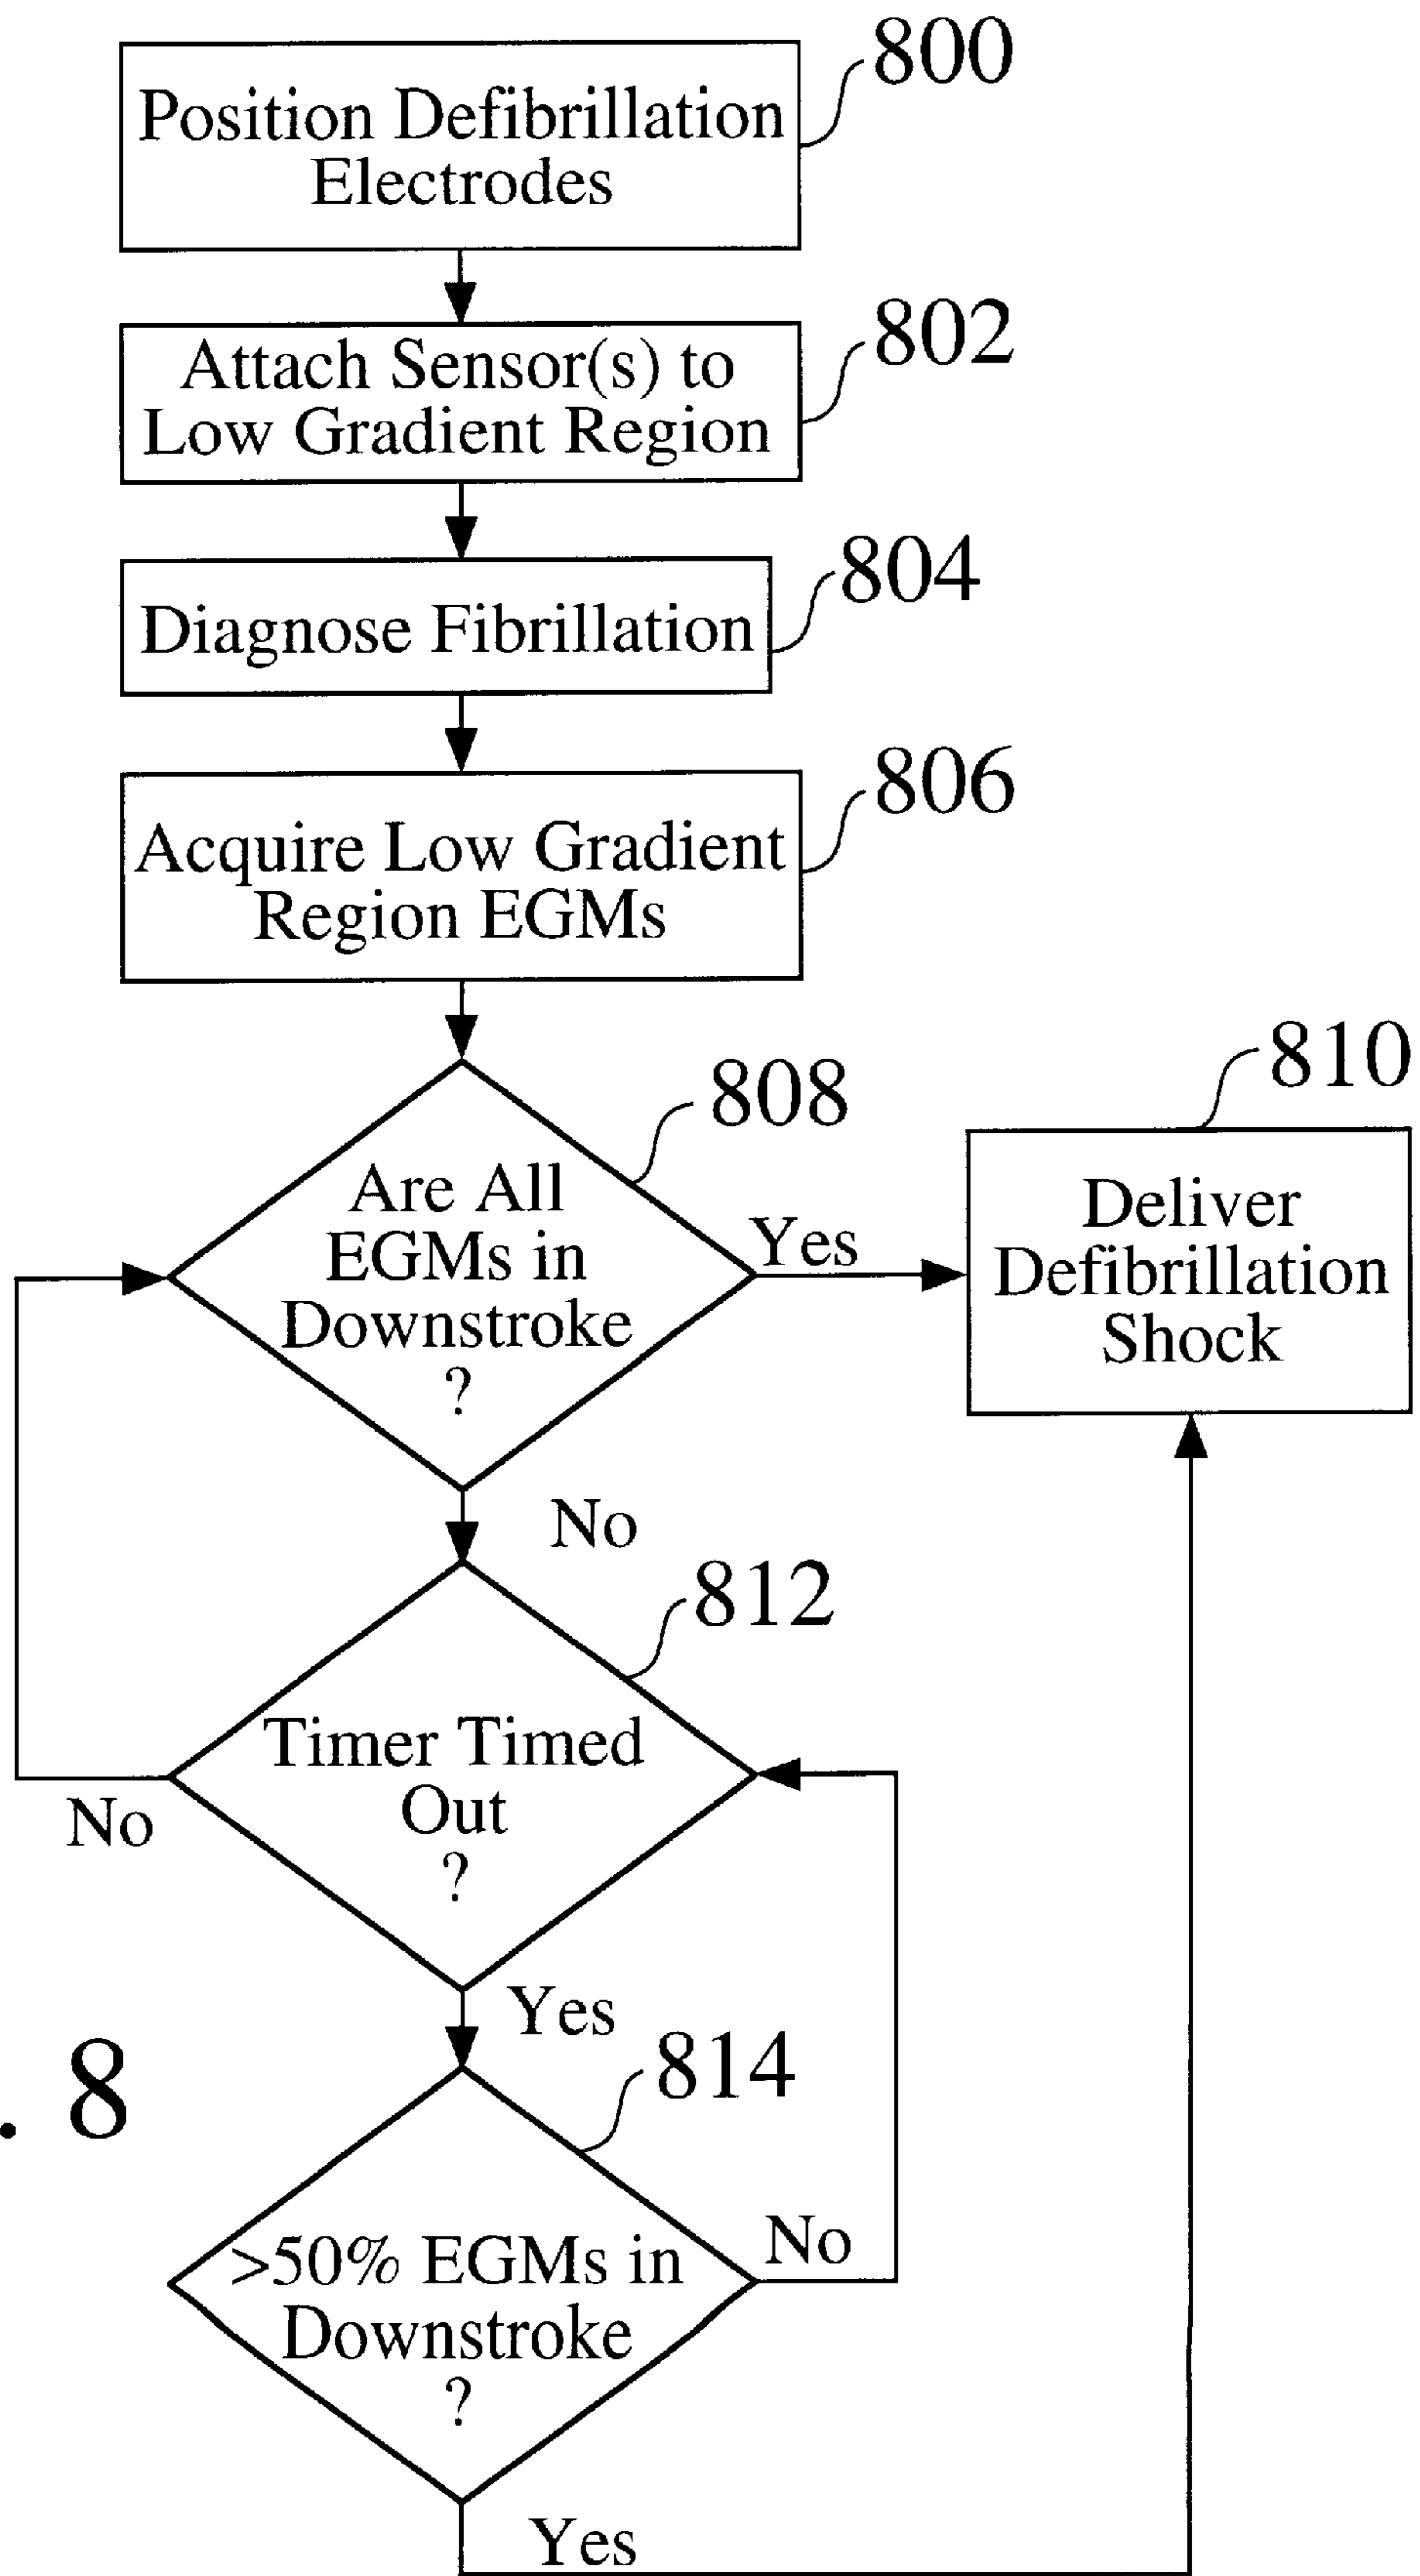 800
Position Defibrillation
Electrodes
802
Attach Sensor(s) to
Low Gradient Region
804
Diagnose Fibrillation
806
Acquire Low Gradient
Region EGMs
808
Are All
EGMs in
Downstroke
?
Yes
810
Deliver
Defibrillation
Shock
No
812
Timer Timed
Out
?
No
Yes
. 8
814
>50% EGMs in
Downstroke
?
No
Yes